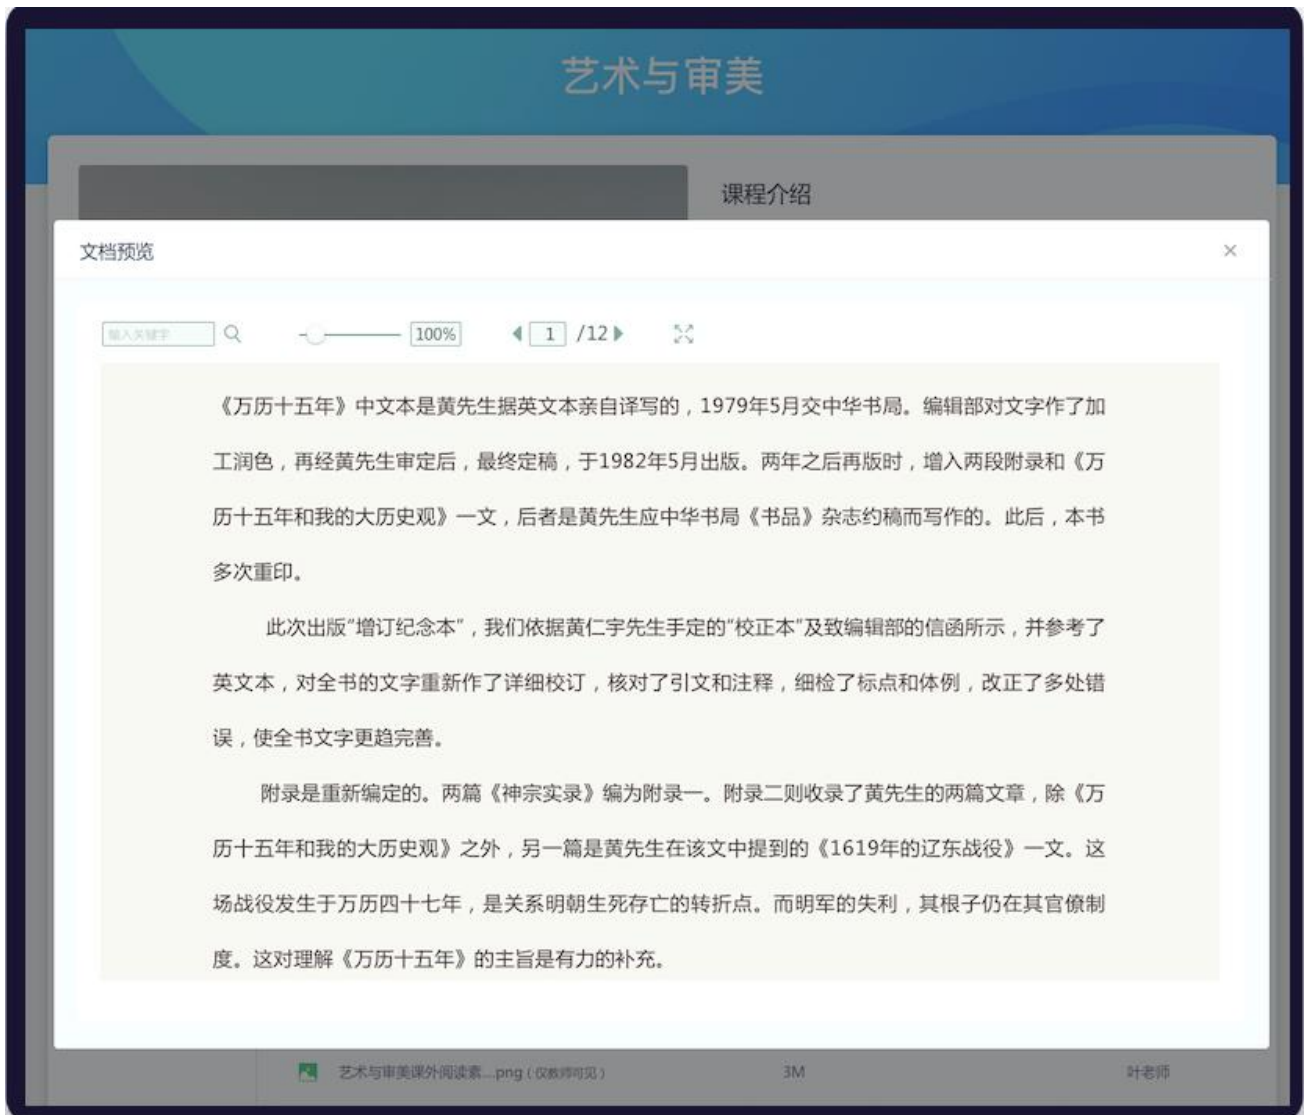 艺术与审美
课程介绍
文档预览
×
输入关键字
100%
1 /12
《万历十五年》中文本是黄先生据英文本亲自译写的，1979年5月交中华书局。编辑部对文字作了加
工润色，再经黄先生审定后，最终定稿，于1982年5月出版。两年之后再版时，增入两段附录和《万
历十五年和我的大历史观》一文，后者是黄先生应中华书局《书品》杂志约稿而写作的。此后，本书
多次重印。
此次出版“增订纪念本”，我们依据黄仁宇先生手定的“校正本”及致编辑部的信函所示，并参考了
英文本，对全书的文字重新作了详细校订，核对了引文和注释，细检了标点和体例，改正了多处错
误，使全书文字更趋完善。
附录是重新编定的。两篇《神宗实录》编为附录一。附录二则收录了黄先生的两篇文章，除《万
历十五年和我的大历史观》之外，另一篇是黄先生在该文中提到的《1619年的辽东战役》一文。这
场战役发生于万历四十七年，是关系明朝生死存亡的转折点。而明军的失利，其根子仍在其官僚制
度。这对理解《万历十五年》的主旨是有力的补充。
艺术与审美课外阅读素...png（仅教师可见） 3M 叶老师